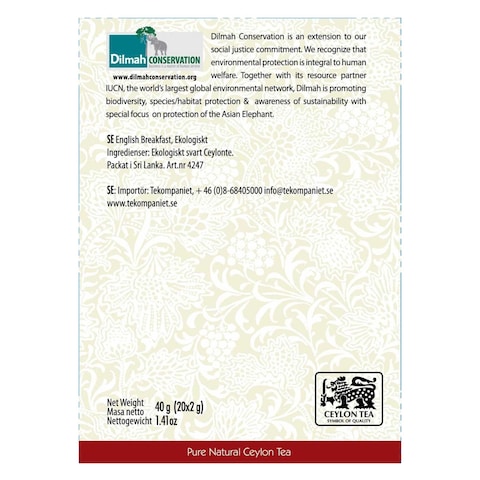 Dilmah CONSERVATION
www.dilmahconservation.org
Dilmah Conservation is an extension to our
social justice commitment. We recognize that
environmental protection is integral to human
welfare. Together with its resource partner
IUCN, the world's largest global environmental network, Dilmah is promoting
biodiversity, species/habitat protection & awareness of sustainability with
special focus on protection of the Asian Elephant.
SE English Breakfast, Ekologiskt
Ingredienser: Ekologiskt svart Ceylonte.
Packat i Sri Lanka. Art.nr 4247
SE: Importör: Tekompaniet, + 46 (0)8-68405000 info@tekompaniet.se
www.tekompaniet.se
Net Weight
Masa netto
Nettogewicht
40 g (20x2 g)
1.41oz
CEYLON TEA
SYMBOL OF QUALITY
Pure Natural Ceylon Tea